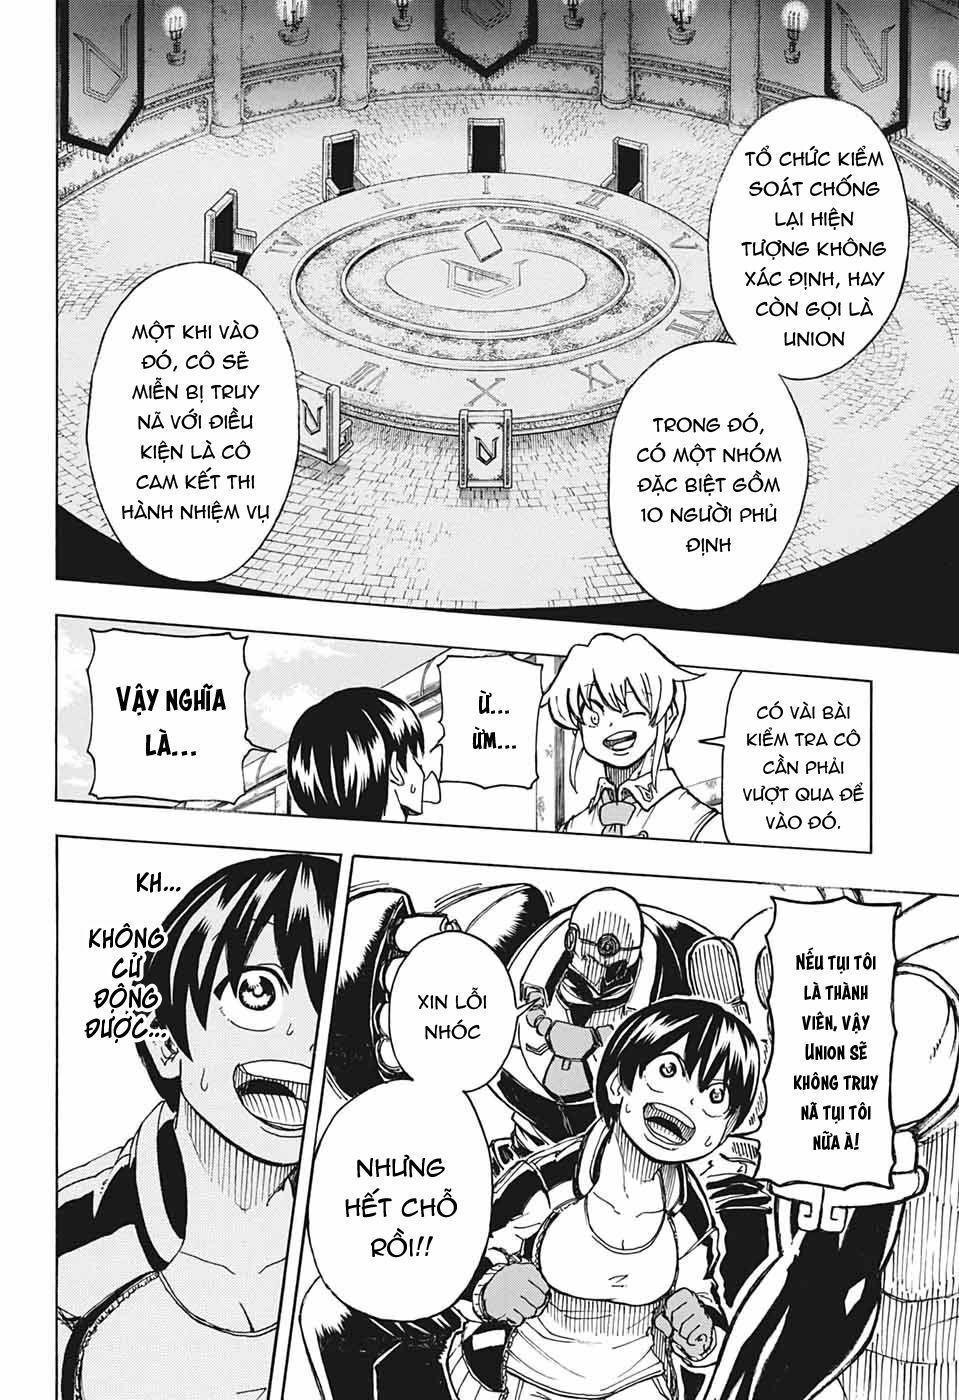 TỔ CHỨC KIỂM
SOÁT CHỐNG
LẠI HIỆN
TƯỢNG KHÔNG
XÁC ĐỊNH, HAY
CÒN GỌI LÀ
UNION
TRONG ĐÓ,
CÓ MỘT NHÓM
ĐẶC BIỆT GỒM
10 NGƯỜI PHỦ
ĐỊNH
MỘT KHI VÀO
ĐÓ, CÔ SẼ
MIỄN BỊ TRUY
NÃ VỚI ĐIỀU
KIỆN LÀ CÔ
CAM KẾT THI
HÀNH NHIỆM VỤ
CÓ VÀI BÀI
KIỂM TRA CÔ
CẦN PHẢI
VƯỢT QUA ĐỂ
VÀO ĐÓ.
Ừ...
ỪM...
VẬY NGHĨA
LÀ...
NẾU TỤI TÔI
LÀ THÀNH
VIÊN, VẬY
UNION SẼ
KHÔNG TRUY
NÃ TỤI TÔI
NỮA À!
XIN LỖI
NHÓC
NHƯNG
HẾT CHỖ
RỒI!!
KH...
KHÔNG
CỬ
ĐỘNG
ĐƯỢC...